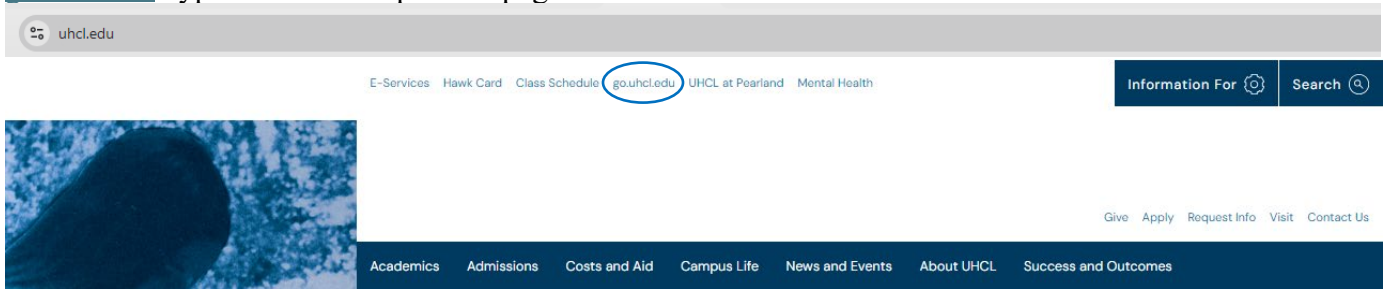 uhcl.edu
E-Services Hawk Card Class Schedule go.uhcl.edu UHCL at Pearland Mental Health
Information For Search
Give Apply Request Info Visit Contact Us
Academics Admissions Costs and Aid Campus Life News and Events About UHCL Success and Outcomes